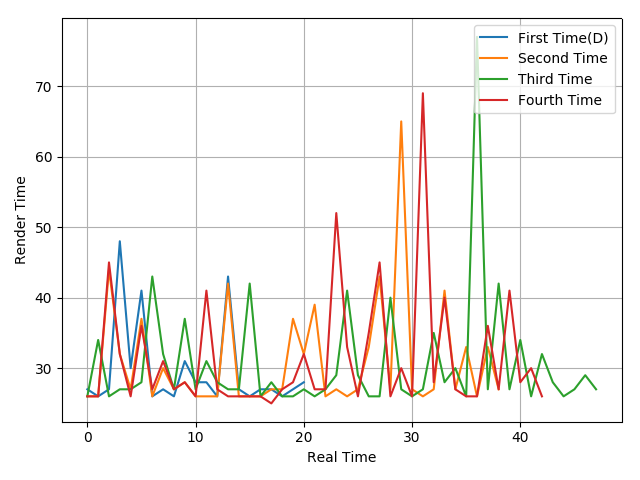 First Time(D)
Second Time
Third Time
Fourth Time
70
60
50
40
30
Render Time
0 10 20 30 40
Real Time